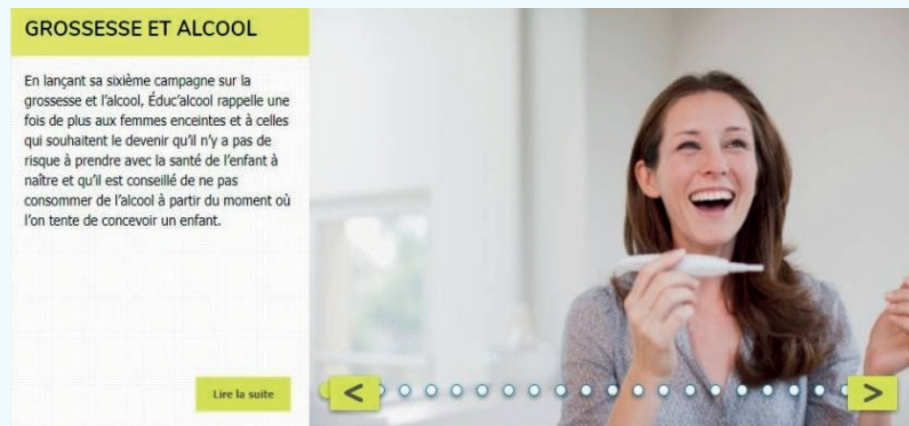 GROSSESSE ET ALCOOL
En lançant sa sixième campagne sur la
grossesse et l'alcool, Éduc'alcool rappelle une
fois de plus aux femmes enceintes et à celles
qui souhaitent le devenir qu'il n'y a pas de
risque à prendre avec la santé de l'enfant à
naître et qu'il est conseillé de ne pas
consommer de l'alcool à partir du moment où
l'on tente de concevoir un enfant.
Lire la suite
< >